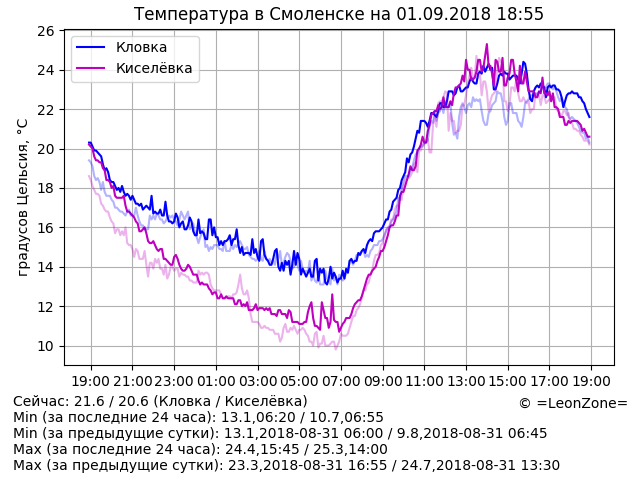 Температура в Смоленске на 01.09.2018 18:55
26
24
22
20
18
16
14
12
10
градусов Цельсия, °C
Кловка
Киселёвка
19:00 21:00 23:00 01:00 03:00 05:00 07:00 09:00 11:00 13:00 15:00 17:00 19:00
Сейчас: 21.6 / 20.6 (Кловка / Киселёвка)
© =LeonZone=
Min (за последние 24 часа): 13.1,06:20 / 10.7,06:55
Min (за предыдущие сутки): 13.1,2018-08-31 06:00 / 9.8,2018-08-31 06:45
Max (за последние 24 часа): 24.4,15:45 / 25.3,14:00
Max (за предыдущие сутки): 23.3,2018-08-31 16:55 / 24.7,2018-08-31 13:30